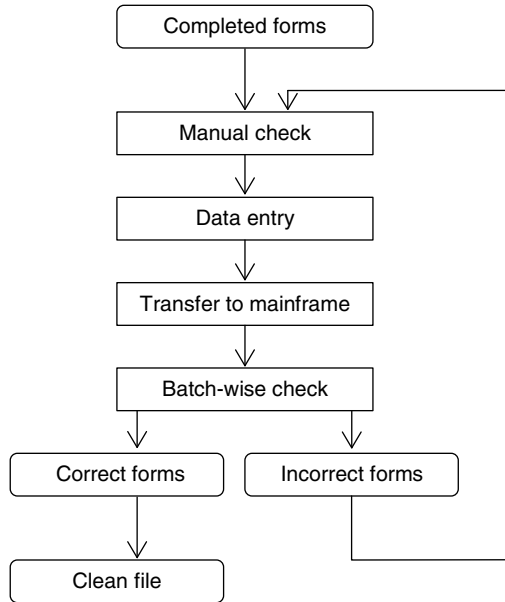 Completed forms
Manual check
Data entry
Transfer to mainframe
Batch-wise check
Correct forms
Incorrect forms
Clean file